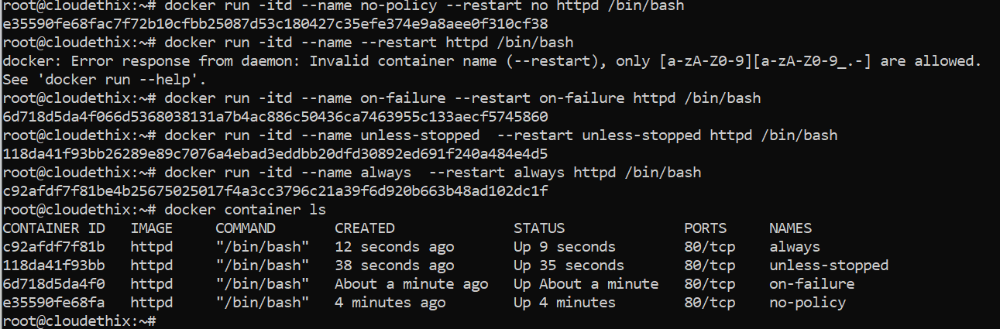 root@cloudethix:~# docker run -itd --name no-policy --restart no httpd /bin/bash
e35590fe68fac7f72b10cfbb25087d53c180427c35efe374e9a8aee0f310cf38
root@cloudethix:~# docker run -itd --name --restart httpd /bin/bash
docker: Error response from daemon: Invalid container name (--restart), only [a-zA-Z0-9][a-zA-Z0-9_.-] are allowed.
See 'docker run --help'.
root@cloudethix:~# docker run -itd --name on-failure --restart on-failure httpd /bin/bash
6d718d5da4f066d5368038131a7b4ac886c50436ca7463955c133aecf5745860
root@cloudethix:~# docker run -itd --name unless-stopped  --restart unless-stopped httpd /bin/bash
118da41f93bb26289e89c7076a4ebad3eddbb20dfd30892ed691f240a484e4d5
root@cloudethix:~# docker run -itd --name always  --restart always httpd /bin/bash
c92afdf7f81be4b25675025017f4a3cc3796c21a39f6d920b663b48ad102dc1f
root@cloudethix:~# docker container ls
CONTAINER ID   IMAGE     COMMAND       CREATED              STATUS              PORTS     NAMES
c92afdf7f81b   httpd     "/bin/bash"   12 seconds ago       Up 9 seconds        80/tcp    always
118da41f93bb   httpd     "/bin/bash"   38 seconds ago       Up 35 seconds       80/tcp    unless-stopped
6d718d5da4f0   httpd     "/bin/bash"   About a minute ago   Up About a minute   80/tcp    on-failure
e35590fe68fa   httpd     "/bin/bash"   4 minutes ago        Up 4 minutes        80/tcp    no-policy
root@cloudethix:~#